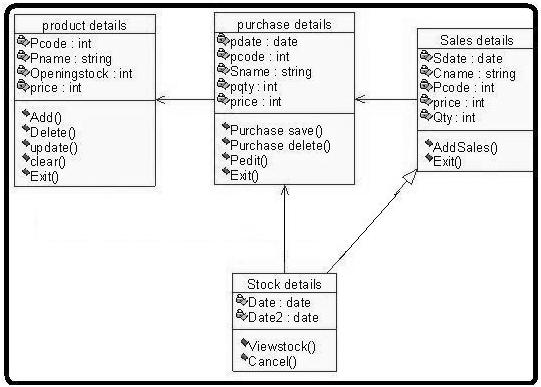 product details
Pcode : int
Pname : string
Openingstock : int
price : int
Add()
Delete()
update()
clear()
Exit()
purchase details
pdate : date
pcode : int
Sname : string
pqty : int
price : int
Purchase save()
Purchase delete()
Pedit()
Exit()
Sales details
Sdate : date
Cname : string
Pcode : int
price : int
Qty : int
AddSales()
Exit()
Stock details
Date : date
Date2 : date
Viewstock()
Cancel()